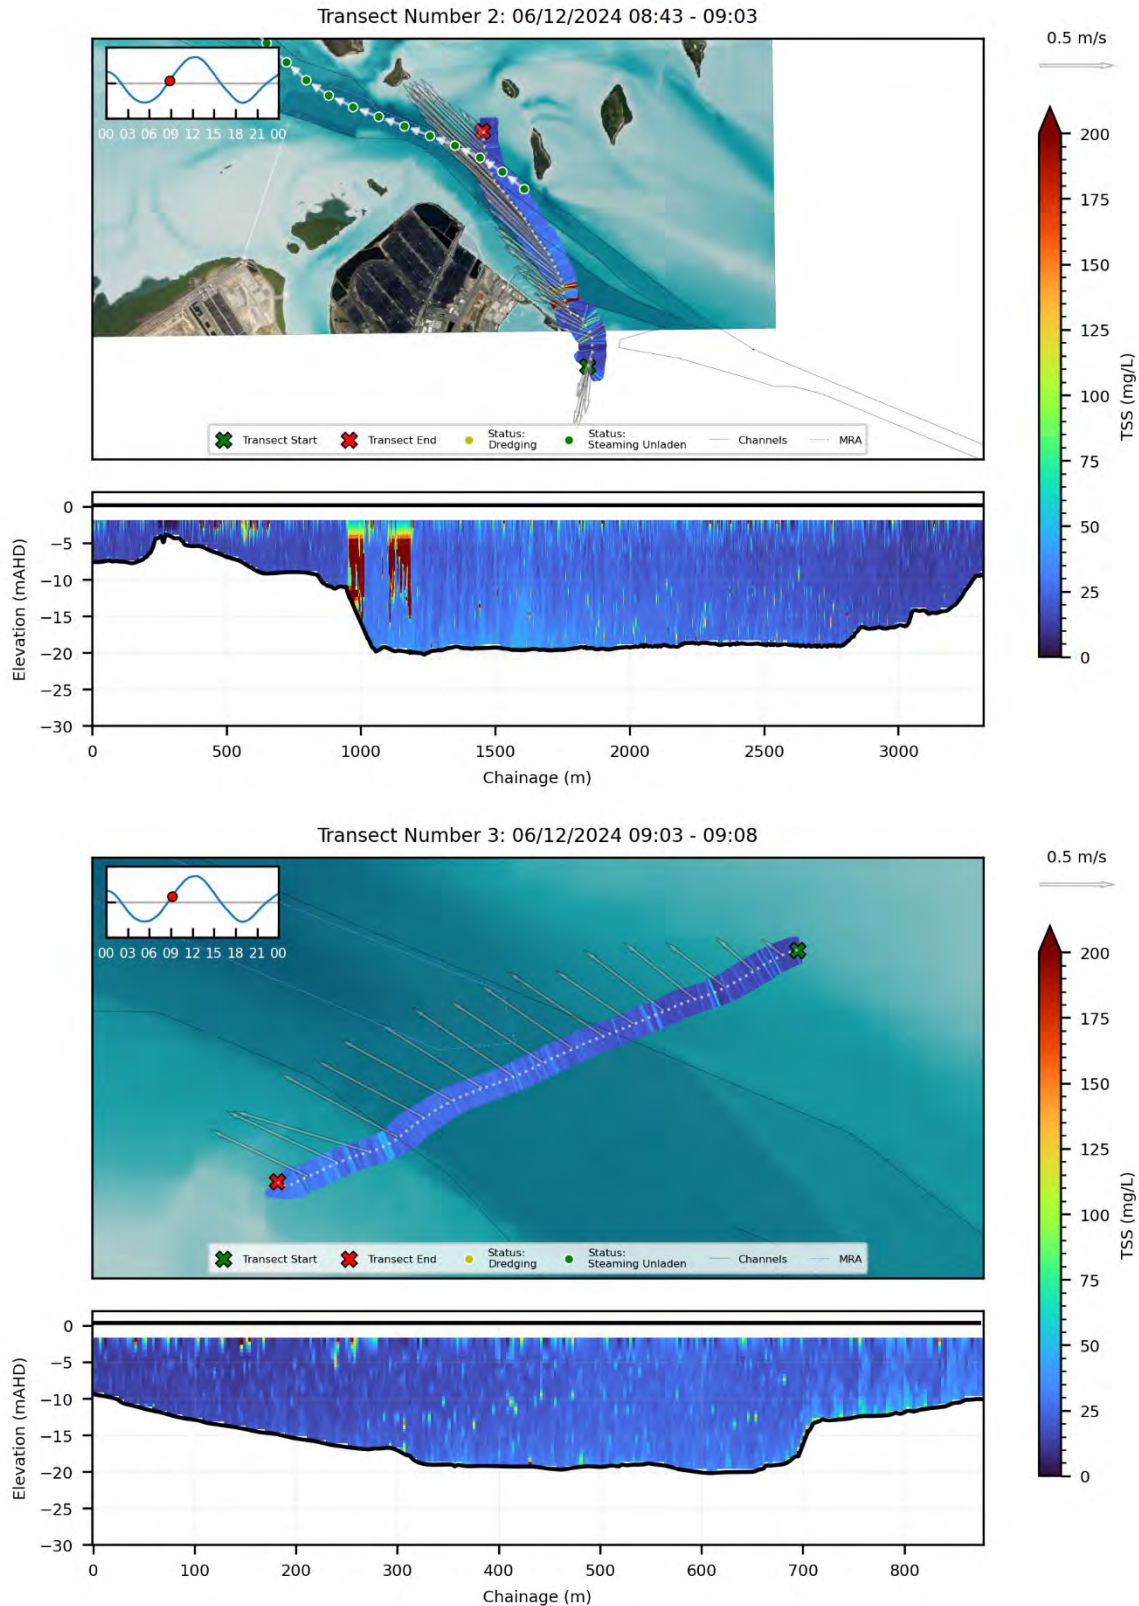 Transect Number 2: 06/12/2024 08:43 - 09:03
0.5 m/s
00 03 06 09 12 15 18 21 00
200
175
150
125
100
75
50
25
0
TSS (mg/L)
Transect Start
Transect End
Status:
Dredging
Status:
Steaming Unladen
Channels
MRA
0
−5
−10
−15
−20
−25
−30
Elevation (mAHD)
0 500 1000 1500 2000 2500 3000
Chainage (m)
Transect Number 3: 06/12/2024 09:03 - 09:08
0.5 m/s
00 03 06 09 12 15 18 21 00
200
175
150
125
100
75
50
25
0
TSS (mg/L)
Transect Start
Transect End
Status:
Dredging
Status:
Steaming Unladen
Channels
MRA
0
−5
−10
−15
−20
−25
−30
Elevation (mAHD)
0 100 200 300 400 500 600 700 800
Chainage (m)